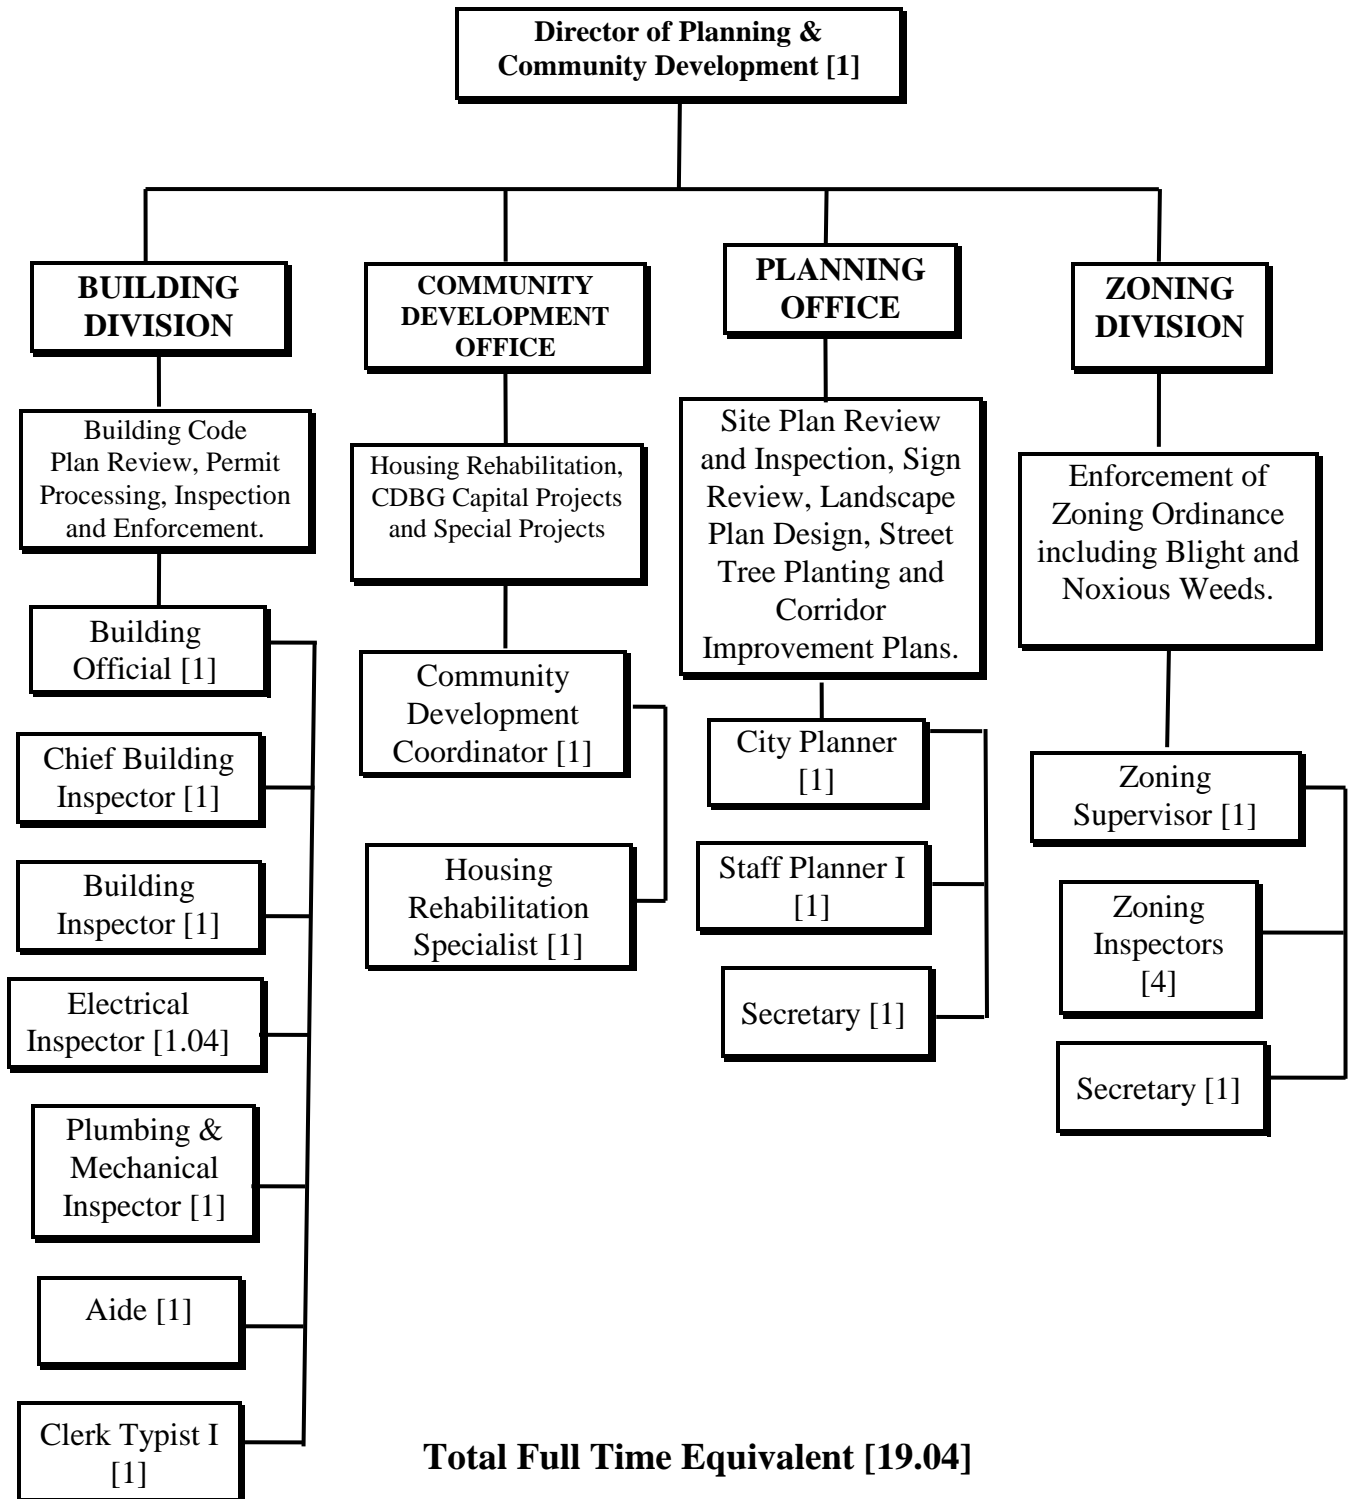 Director of Planning &
Community Development [1]
BUILDING
DIVISION
Building Code
Plan Review, Permit
Processing, Inspection
and Enforcement.
Building
Official [1]
Chief Building
Inspector [1]
Building
Inspector [1]
Electrical
Inspector [1.04]
Plumbing &
Mechanical
Inspector [1]
Aide [1]
Clerk Typist I
[1]
COMMUNITY
DEVELOPMENT
OFFICE
Housing Rehabilitation,
CDBG Capital Projects
and Special Projects
Community
Development
Coordinator [1]
Housing
Rehabilitation
Specialist [1]
PLANNING
OFFICE
Site Plan Review
and Inspection, Sign
Review, Landscape
Plan Design, Street
Tree Planting and
Corridor
Improvement Plans.
City Planner
[1]
Staff Planner I
[1]
Secretary [1]
ZONING
DIVISION
Enforcement of
Zoning Ordinance
including Blight and
Noxious Weeds.
Zoning
Supervisor [1]
Zoning
Inspectors
[4]
Secretary [1]
Total Full Time Equivalent [19.04]